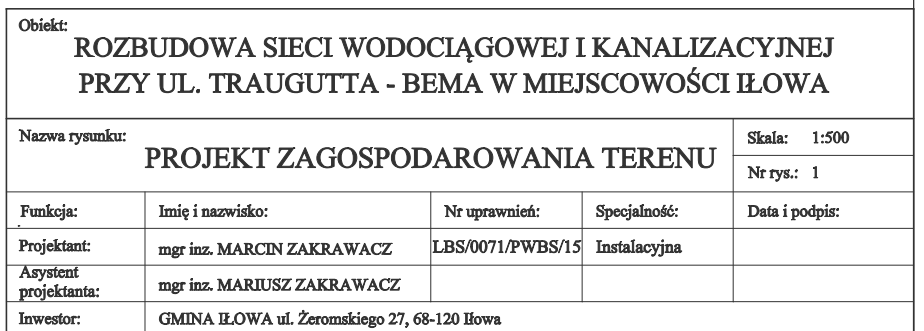 Obiekt:
ROZBUDOWA SIECI WODOCIĄGOWEJ I KANALIZACYJNEJ
PRZY UL. TRAUGUTTA - BEMA W MIEJSCOWOŚCI IŁOWA
Nazwa rysunku:
PROJEKT ZAGOSPODAROWANIA TERENU
Skala: 1:500
Nr rys.: 1
Funkcja: Imię i nazwisko: Nr uprawnień: Specjalność: Data i podpis:
Projektant: mgr inz. MARCIN ZAKRAWACZ LBS/0071/PWBS/15 Instalacyjna
Asystent
projektanta: mgr inz. MARIUSZ ZAKRAWACZ
Inwestor: GMINA IŁOWA ul. Żeromskiego 27, 68-120 Iłowa